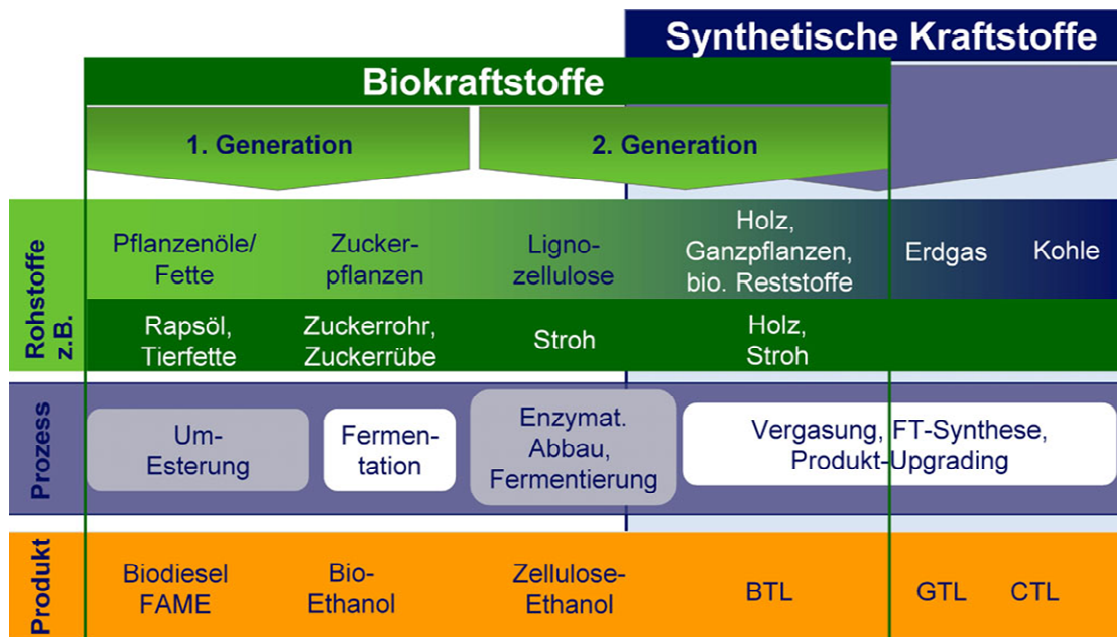 Synthetische Kraftstoffe
Biokraftstoffe
1. Generation
2. Generation
Rohstoffe
z.B.
Pflanzenöle/
Fette
Zucker-
pflanzen
Ligno-
zellulose
Holz,
Ganzpflanzen,
bio. Reststoffe
Erdgas
Kohle
Rapsöl,
Tierfette
Zuckerrohr,
Zuckerrübe
Stroh
Holz,
Stroh
Prozess
Um-
Esterung
Fermen-
tation
Enzymat.
Abbau,
Fermentierung
Vergasung, FT-Synthese,
Produkt-Upgrading
Produkt
Biodiesel
FAME
Bio-
Ethanol
Zellulose-
Ethanol
BTL
GTL
CTL